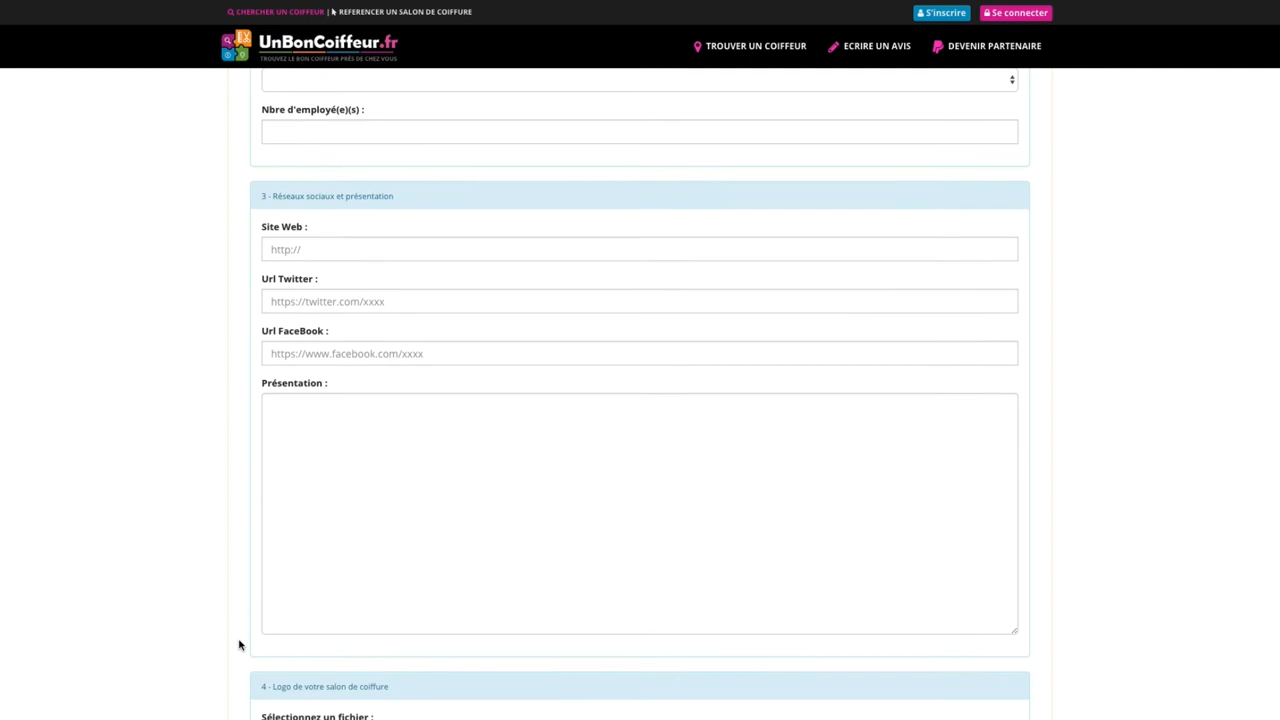 CHERCHER UN COIFFEUR | REFERENCER UN SALON DE COIFFURE
S'inscrire
Se connecter
UnBonCoiffeur.fr
TROUVEZ LE BON COIFFEUR PRÈS DE CHEZ VOUS
TROUVER UN COIFFEUR
ECRIRE UN AVIS
DEVENIR PARTENAIRE
Nbre d'employé(e)(s) :
3 - Réseaux sociaux et présentation
Site Web :
http://
Url Twitter :
https://twitter.com/xxxx
Url FaceBook :
https://www.facebook.com/xxxx
Présentation :
4 - Logo de votre salon de coiffure
Sélectionnez un fichier :